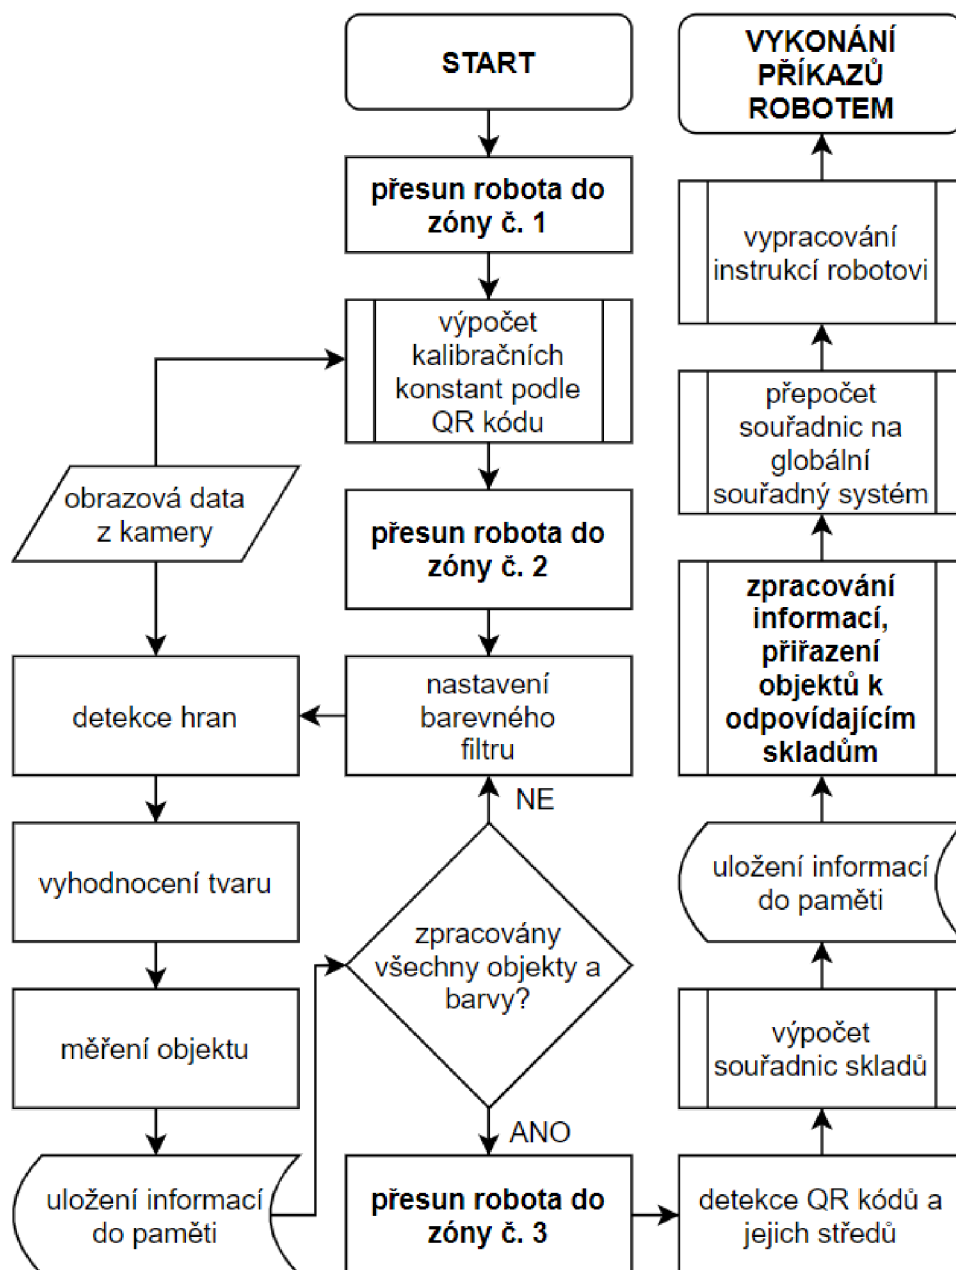 START
přesun robota do
zóny č. 1
výpočet
kalibračních
konstant podle
QR kódu
obrazová data
z kamery
přesun robota do
zóny č. 2
nastavení
barevného
filtru
detekce hran
vyhodnocení tvaru
měření objektu
uložení informací
do paměti
zpracovány
všechny objekty a
barvy?
NE
ANO
přesun robota do
zóny č. 3
detekce QR kódů a
jejich středů
výpočet
souřadnic skladů
uložení informací
do paměti
zpracování
informací,
přiřazení
objektů k
odpovídajícím
skladům
přepočet
souřadnic na
globální
souřadný systém
vypracování
instrukcí robotovi
VYKONÁNÍ
PŘÍKAZŮ
ROBOTEM